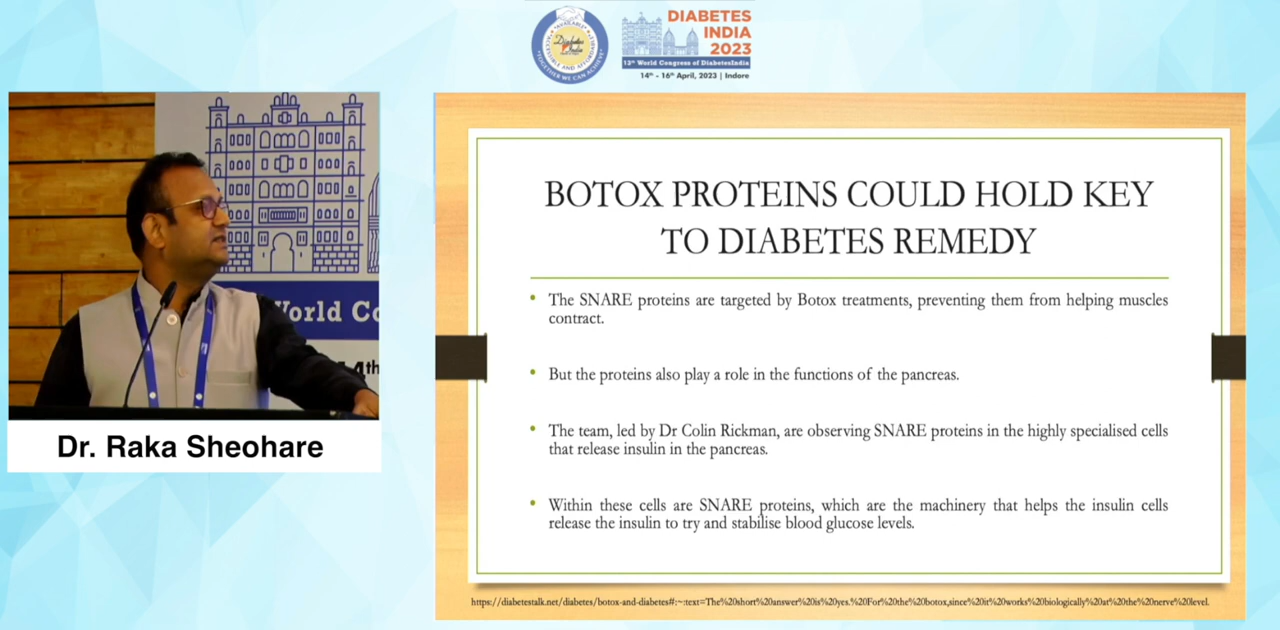 DIABETES
INDIA
2023
13th World Congress of DiabetesIndia
14th - 16th April, 2023 | Indore
TOGETHER WE CAN ACHIEVE
World Co
14th
Dr. Raka Sheohare
BOTOX PROTEINS COULD HOLD KEY
TO DIABETES REMEDY
• The SNARE proteins are targeted by Botox treatments, preventing them from helping muscles
contract.
• But the proteins also play a role in the functions of the pancreas.
• The team, led by Dr Colin Rickman, are observing SNARE proteins in the highly specialised cells
that release insulin in the pancreas.
• Within these cells are SNARE proteins, which are the machinery that helps the insulin cells
release the insulin to try and stabilise blood glucose levels.
https://diabetestalk.net/diabetes/botox-and-diabetes#:~:text=The%20short%20answer%20is%20yes.%20For%20the%20botox,since%20it%20works%20biologically%20at%20the%20nerve%20level.